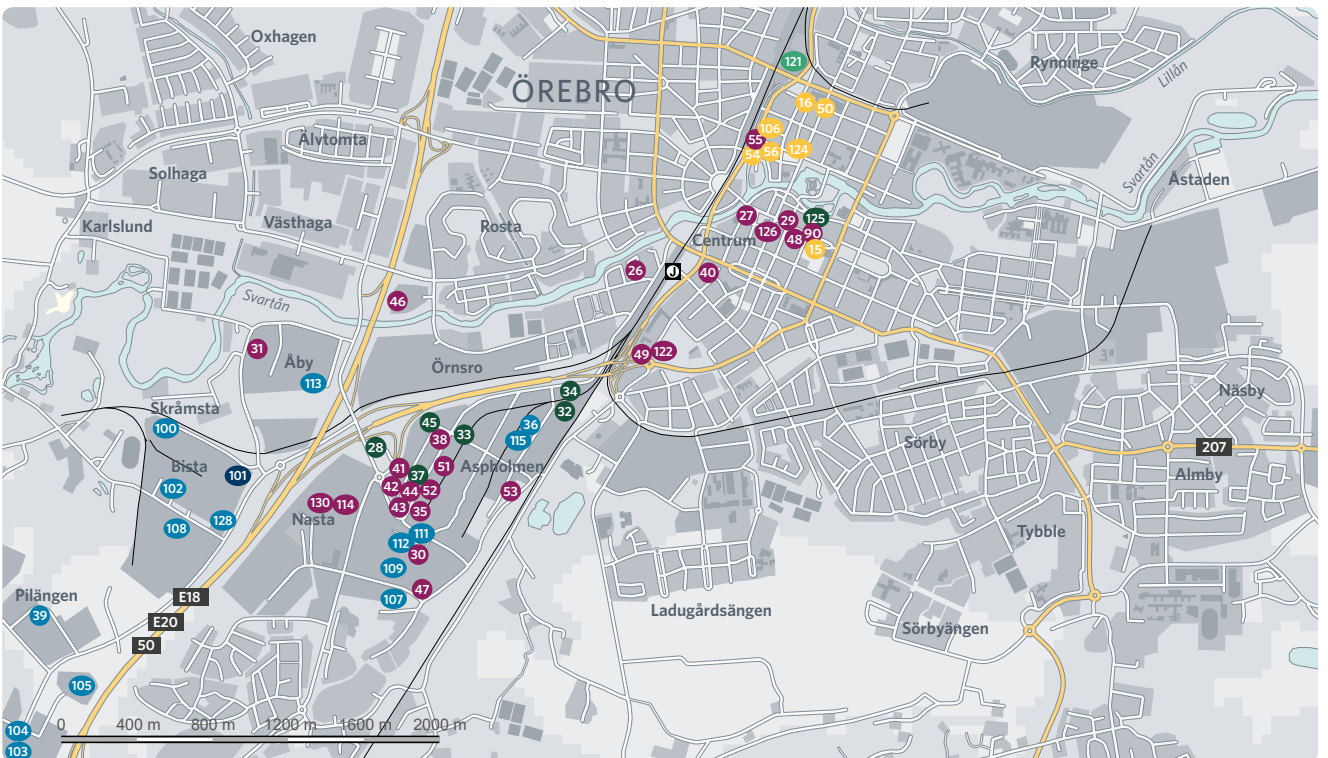 Oxhagen
121
Rynninge
Lillån
ÖREBRO
16
50
106
Älvtomta
55
54
56
124
Solhaga
Svartån
Åstaden
Karlslund
Västhaga
Rosta
27
29
125
126
48
90
Centrum
15
26
J
40
Svartån
46
31
Åby
113
Örnsro
49
122
Skråmsta
34
32
Näsby
100
45
33
36
115
28
38
Sörby
207
Bista
101
41
37
51
Aspholmen
Almby
102
42
44
52
53
130
114
43
35
Nasta
108
128
111
112
30
Tybble
109
47
107
Pilängen
39
E18
E20
50
Ladugårdsängen
Sörbyängen
105
104
103
0 400 m 800 m 1200 m 1600 m 2000 m